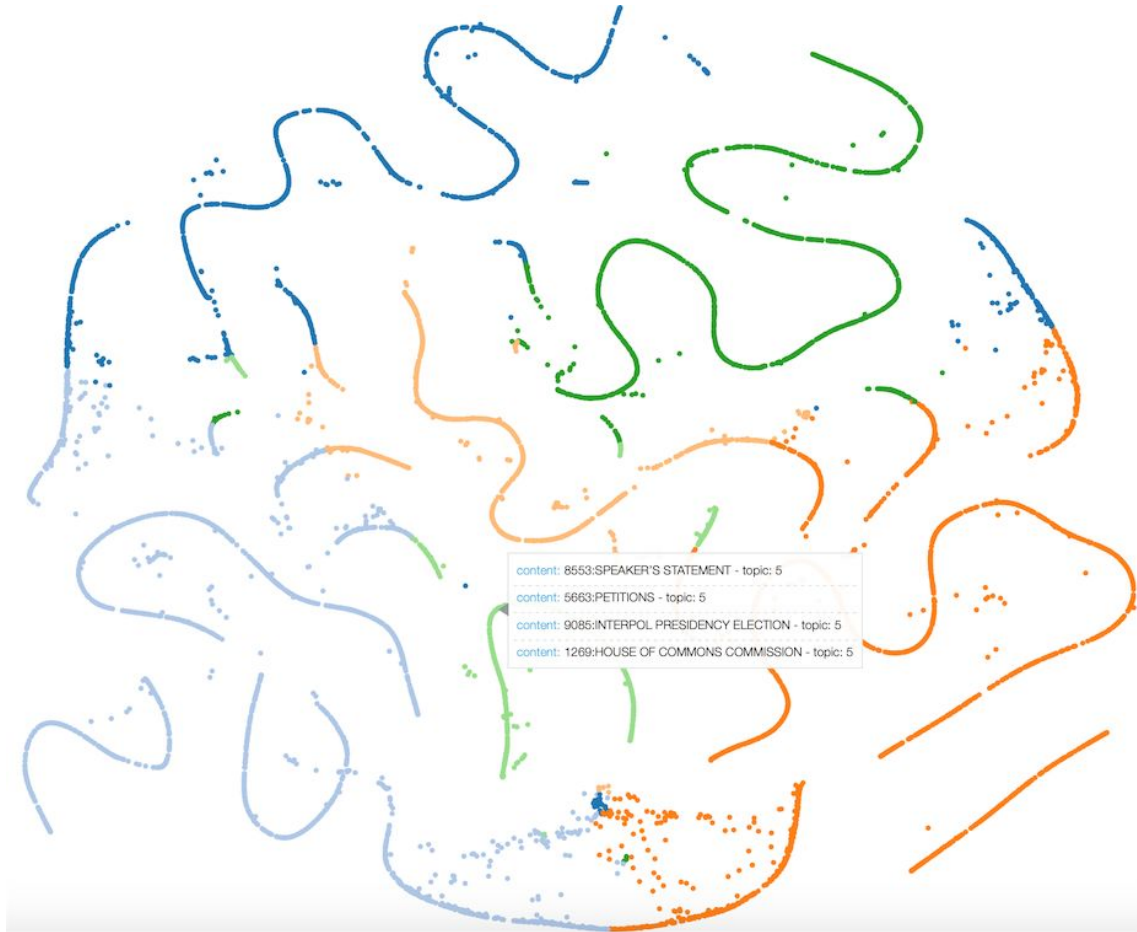 content: 8553:SPEAKER'S STATEMENT - topic: 5
content: 5663:PETITIONS - topic: 5
content: 9085:INTERPOL PRESIDENCY ELECTION - topic: 5
content: 1269:HOUSE OF COMMONS COMMISSION - topic: 5